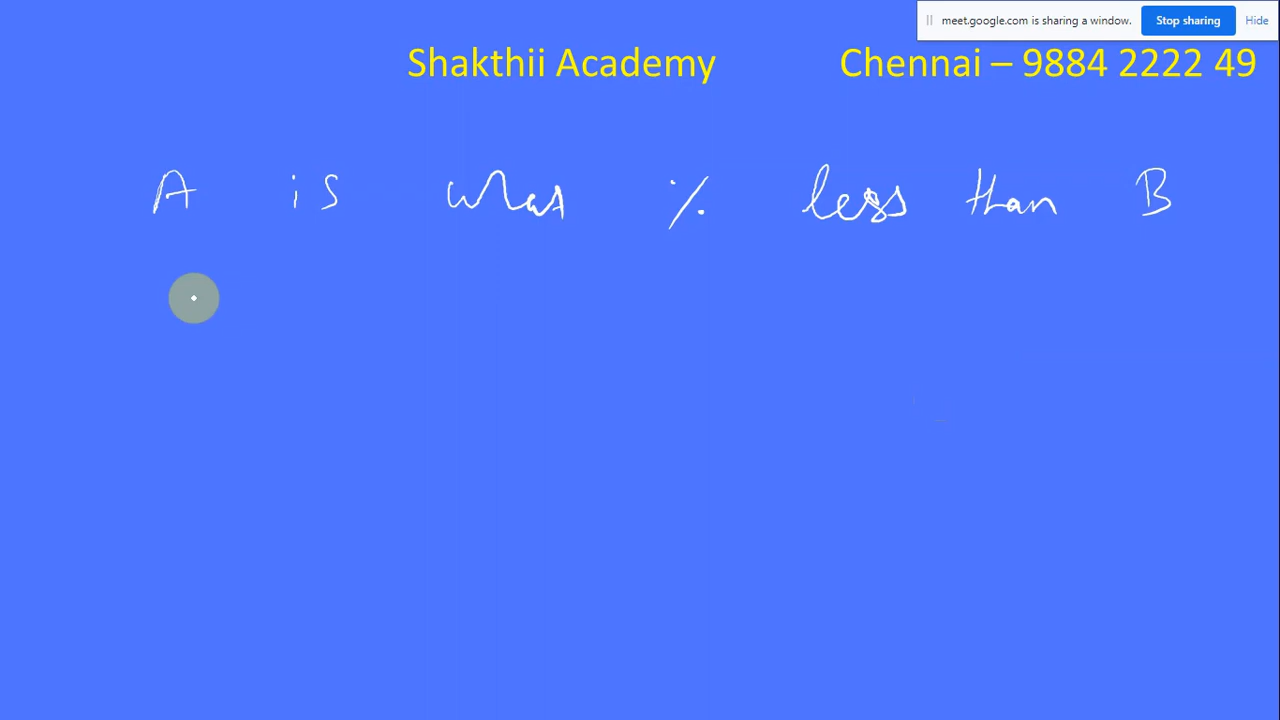 meet.google.com is sharing a window. Stop sharing Hide
Shakthii Academy Chennai – 9884 2222 49
A is what % less than B